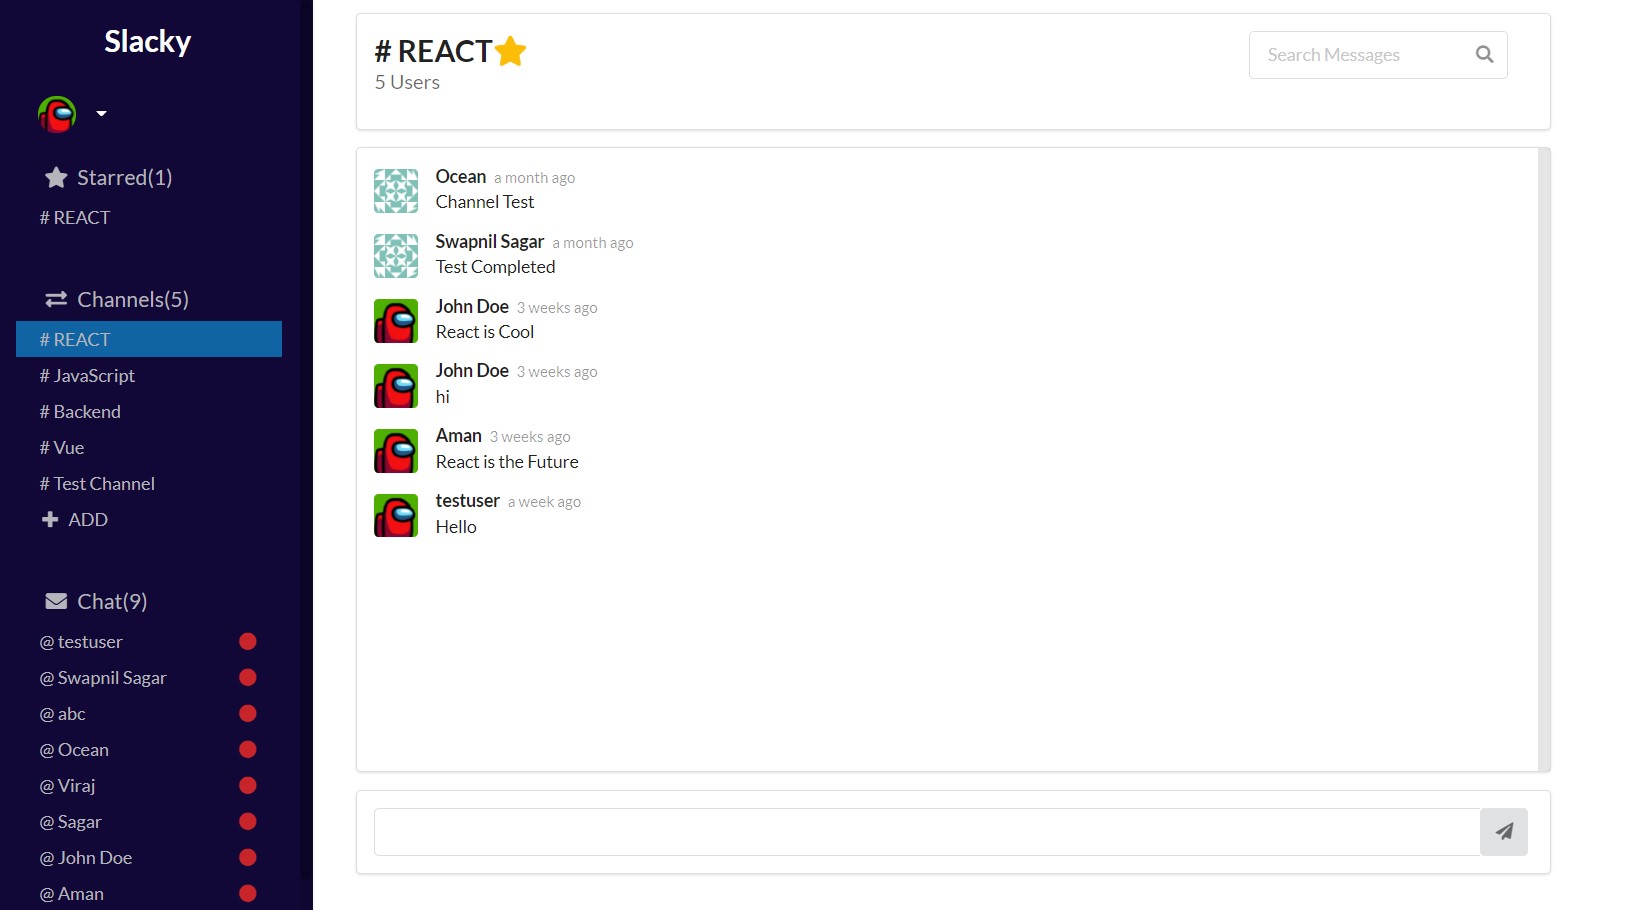 Slacky
Starred(1)
# REACT
Channels(5)
# REACT
# JavaScript
# Backend
# Vue
# Test Channel
ADD
Chat(9)
@ testuser
@ Swapnil Sagar
@ abc
@ Ocean
@ Viraj
@ Sagar
@ John Doe
@ Aman
# REACT
5 Users
Search Messages
Ocean a month ago
Channel Test
Swapnil Sagar a month ago
Test Completed
John Doe 3 weeks ago
React is Cool
John Doe 3 weeks ago
hi
Aman 3 weeks ago
React is the Future
testuser a week ago
Hello